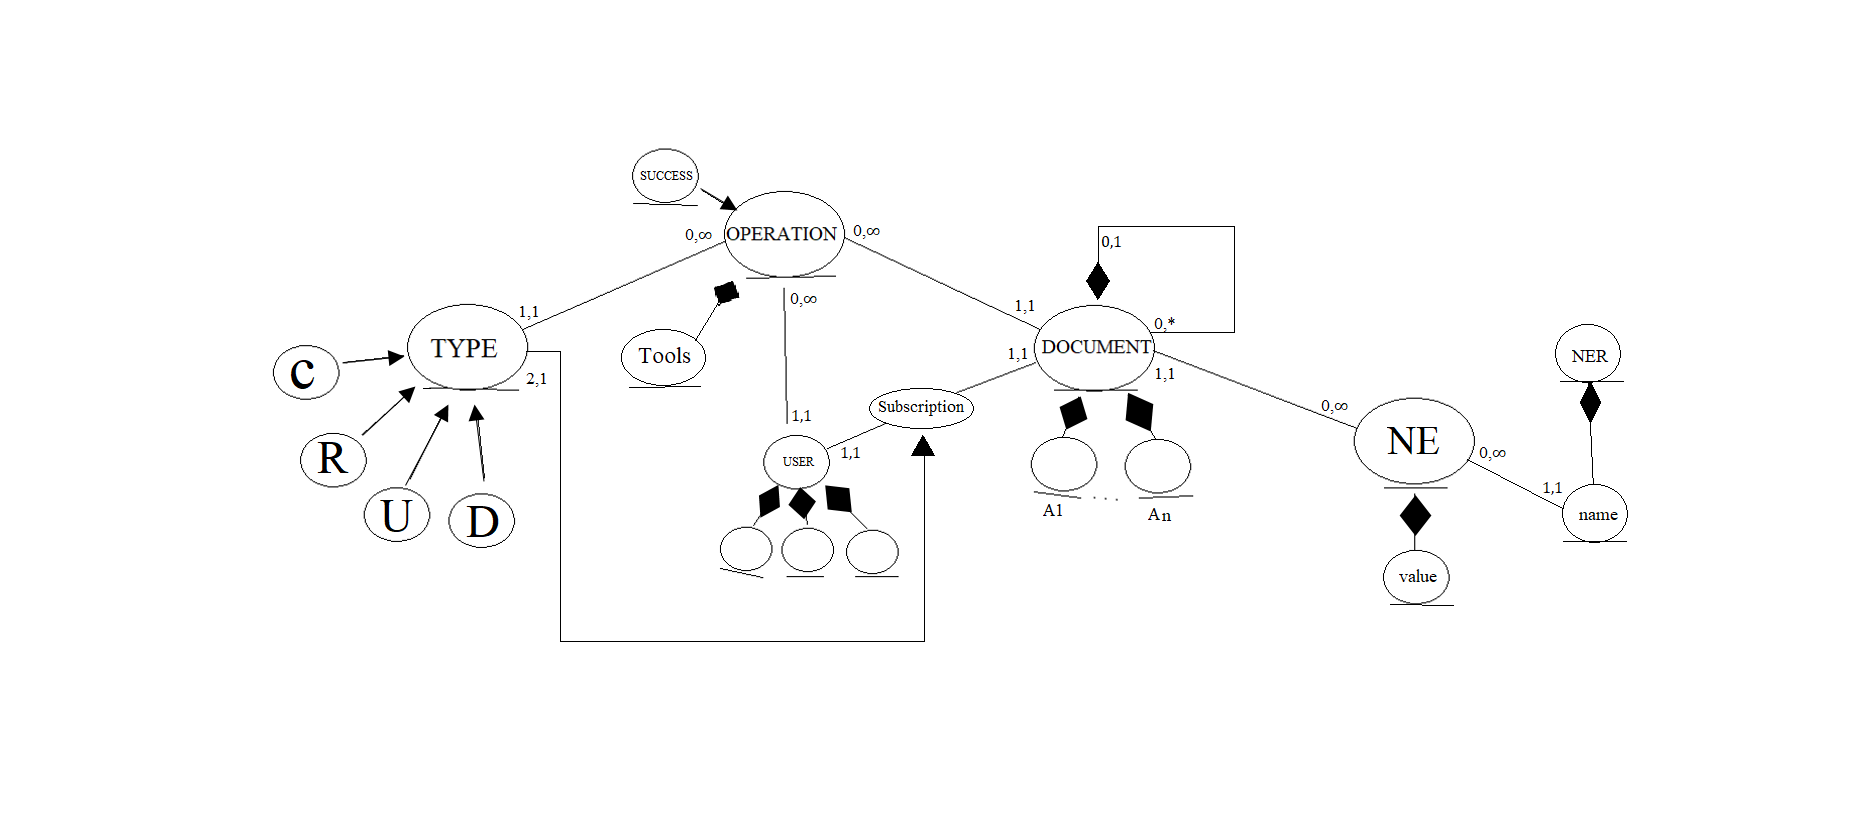 SUCCESS
0,∞
OPERATION
0,∞
0,1
1,1
0,∞
1,1
0,*
TYPE
Tools
1,1
DOCUMENT
NER
C
2,1
1,1
0,∞
Subscription
1,1
USER
1,1
NE
0,∞
R
1,1
U
D
A1
. . .
An
name
value